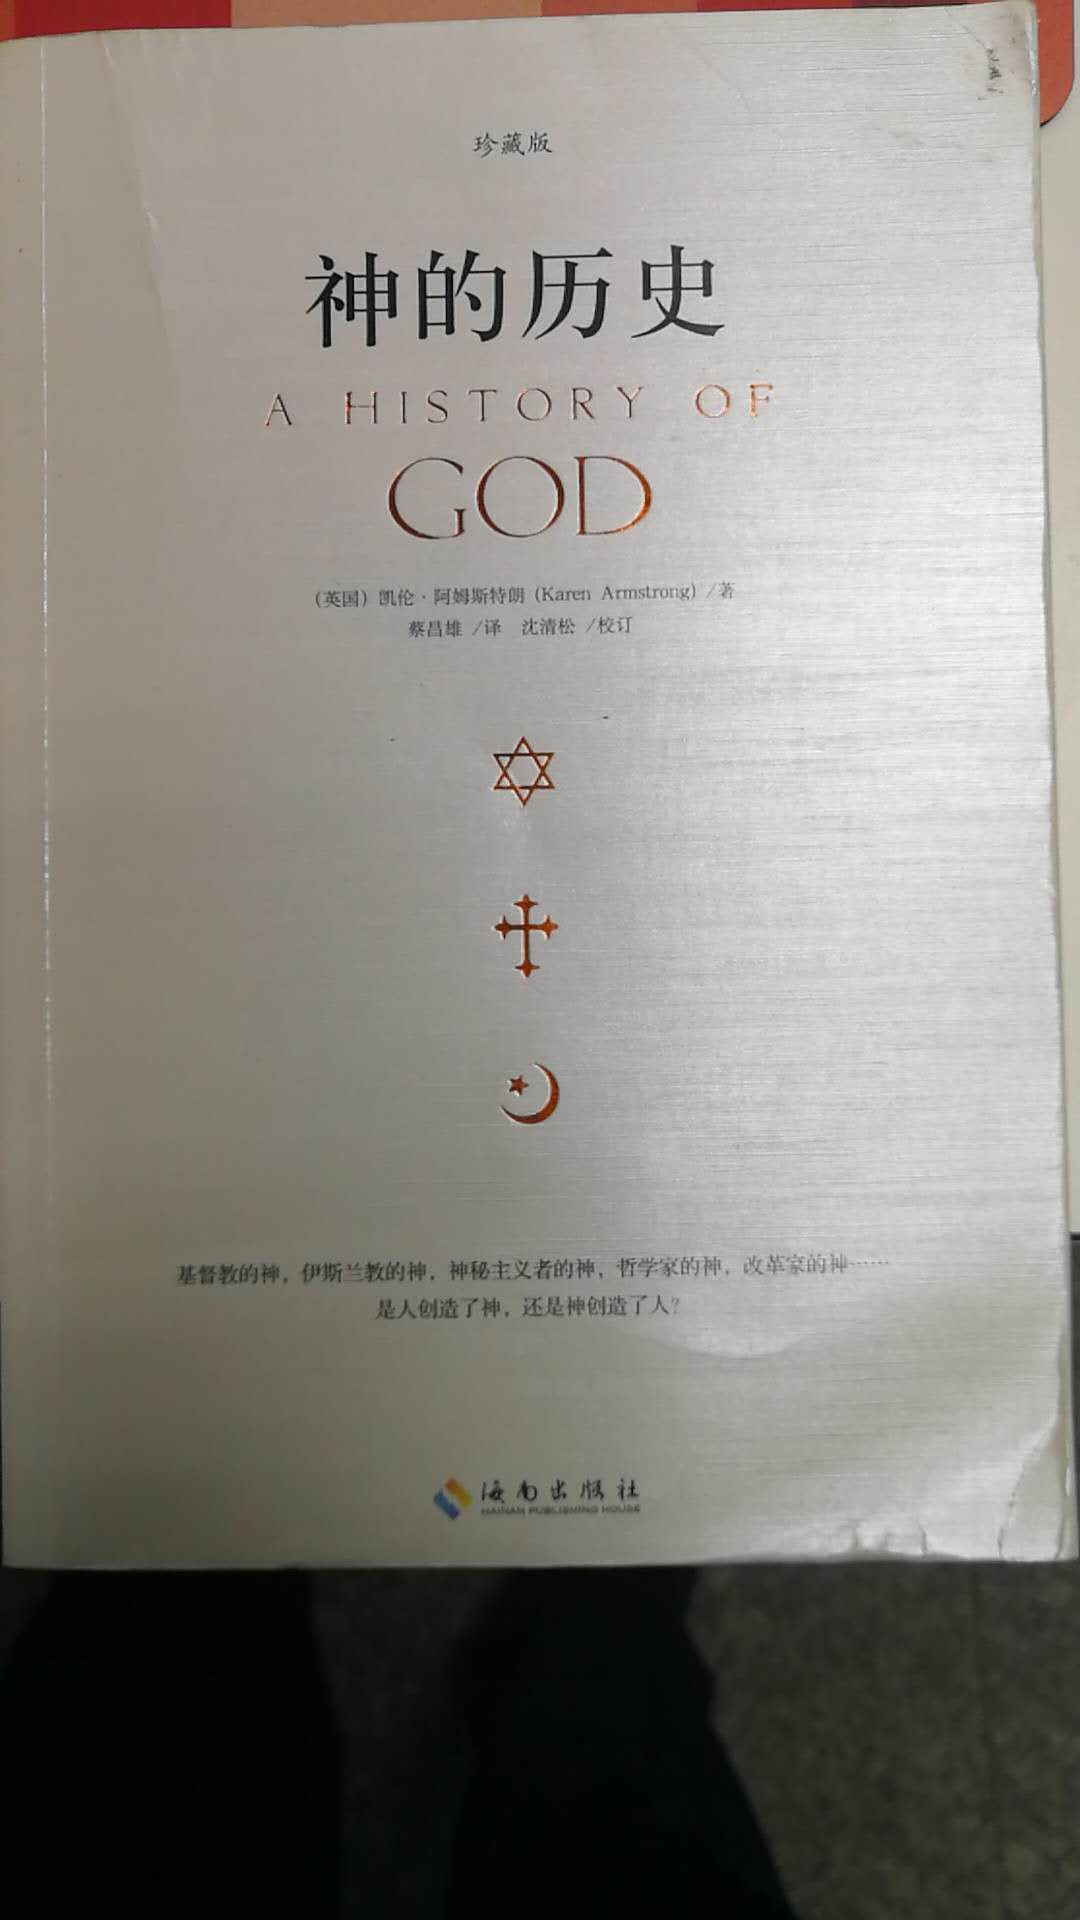 珍藏版
神的历史
A HISTORY OF
GOD
（英国）凯伦·阿姆斯特朗（Karen Armstrong）/著
蔡昌雄 /译 沈清松 /校订
基督教的神，伊斯兰教的神，神秘主义者的神，哲学家的神，改革家的神……
是人创造了神，还是神创造了人？
海南出版社
HAINAN PUBLISHING HOUSE